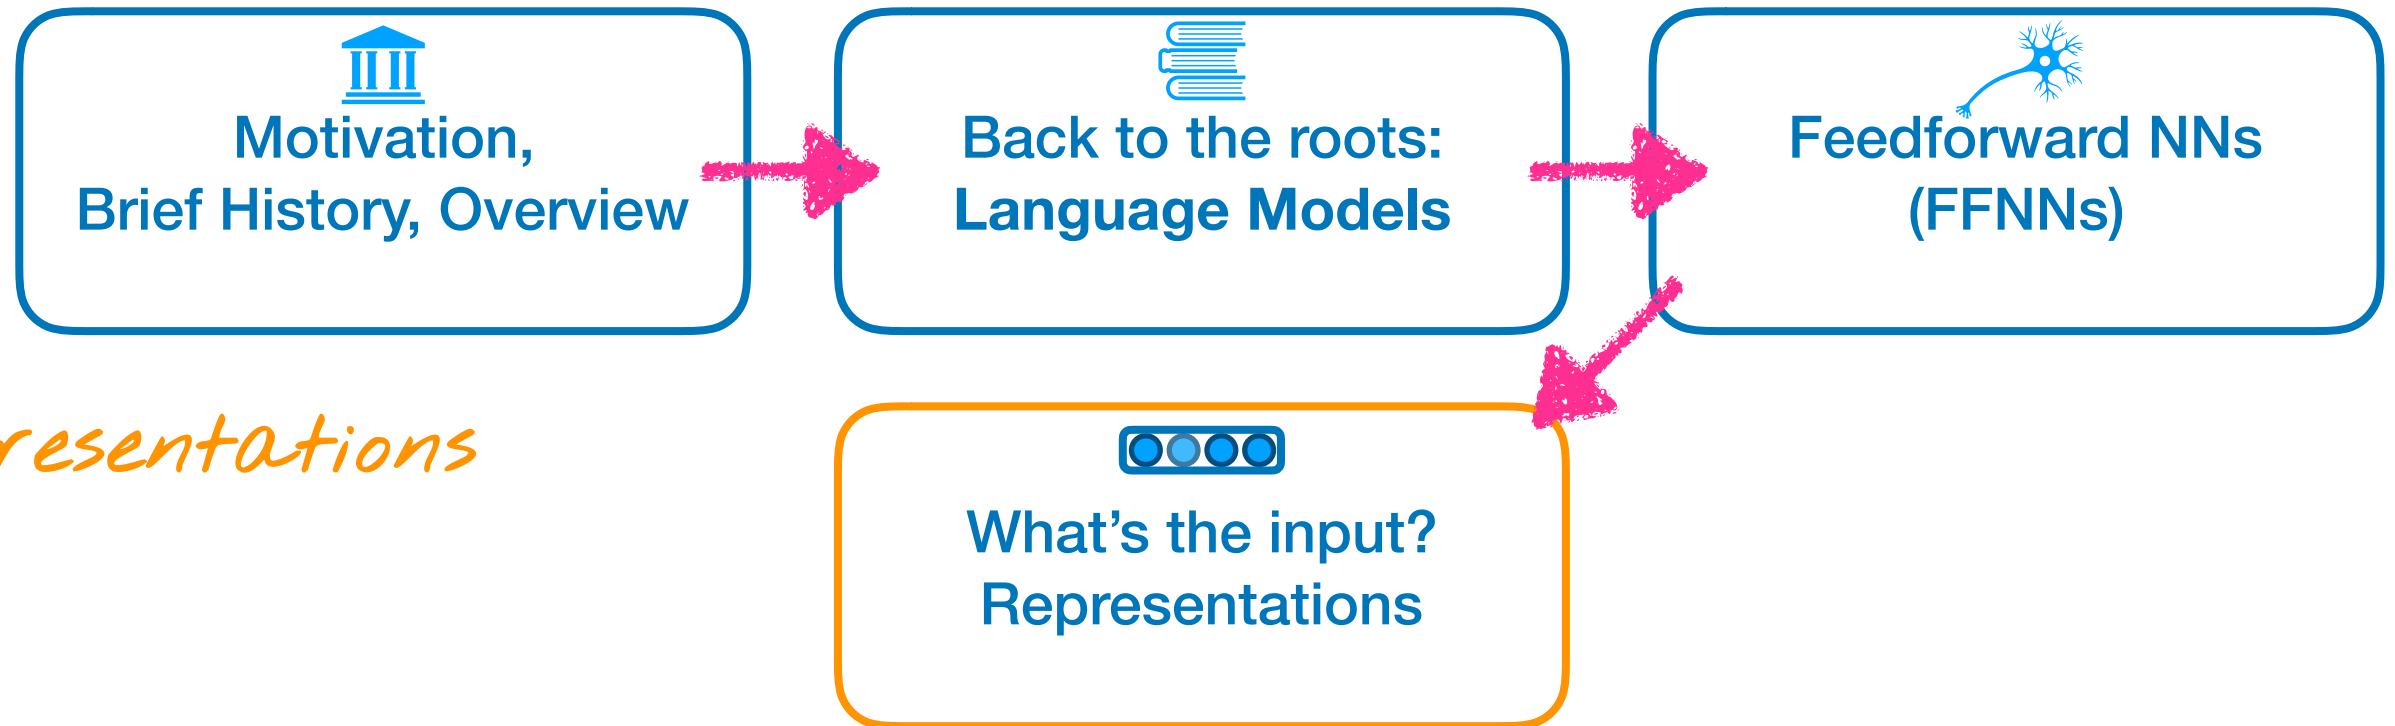 Motivation,
Brief History, Overview
Back to the roots:
Language Models
Feedforward NNs
(FFNNs)
resentations
What's the input?
Representations